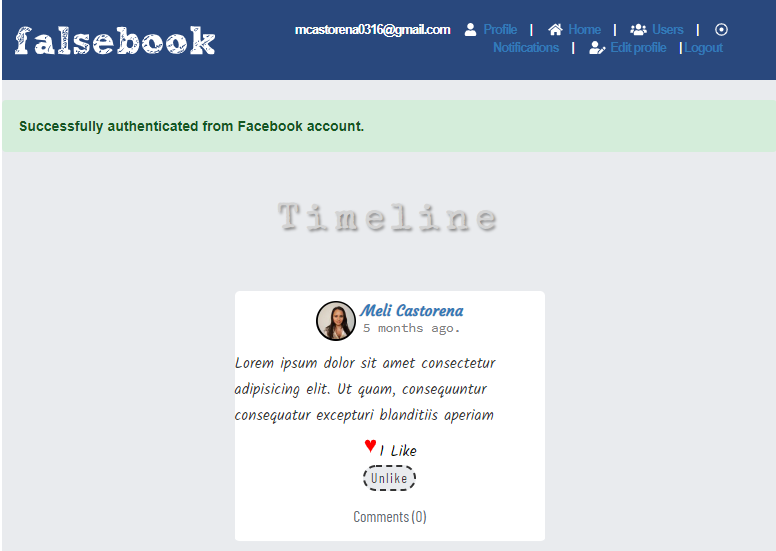 falsebook
mcastorena0316@gmail.com Profile | Home | Users |
Notifications | Edit profile | Logout
Successfully authenticated from Facebook account.
Timeline
Meli Castorena
5 months ago.
Lorem ipsum dolor sit amet consectetur
adipisicing elit. Ut quam, consequuntur
consequatur excepturi blanditiis aperiam
1 Like
Unlike
Comments (0)